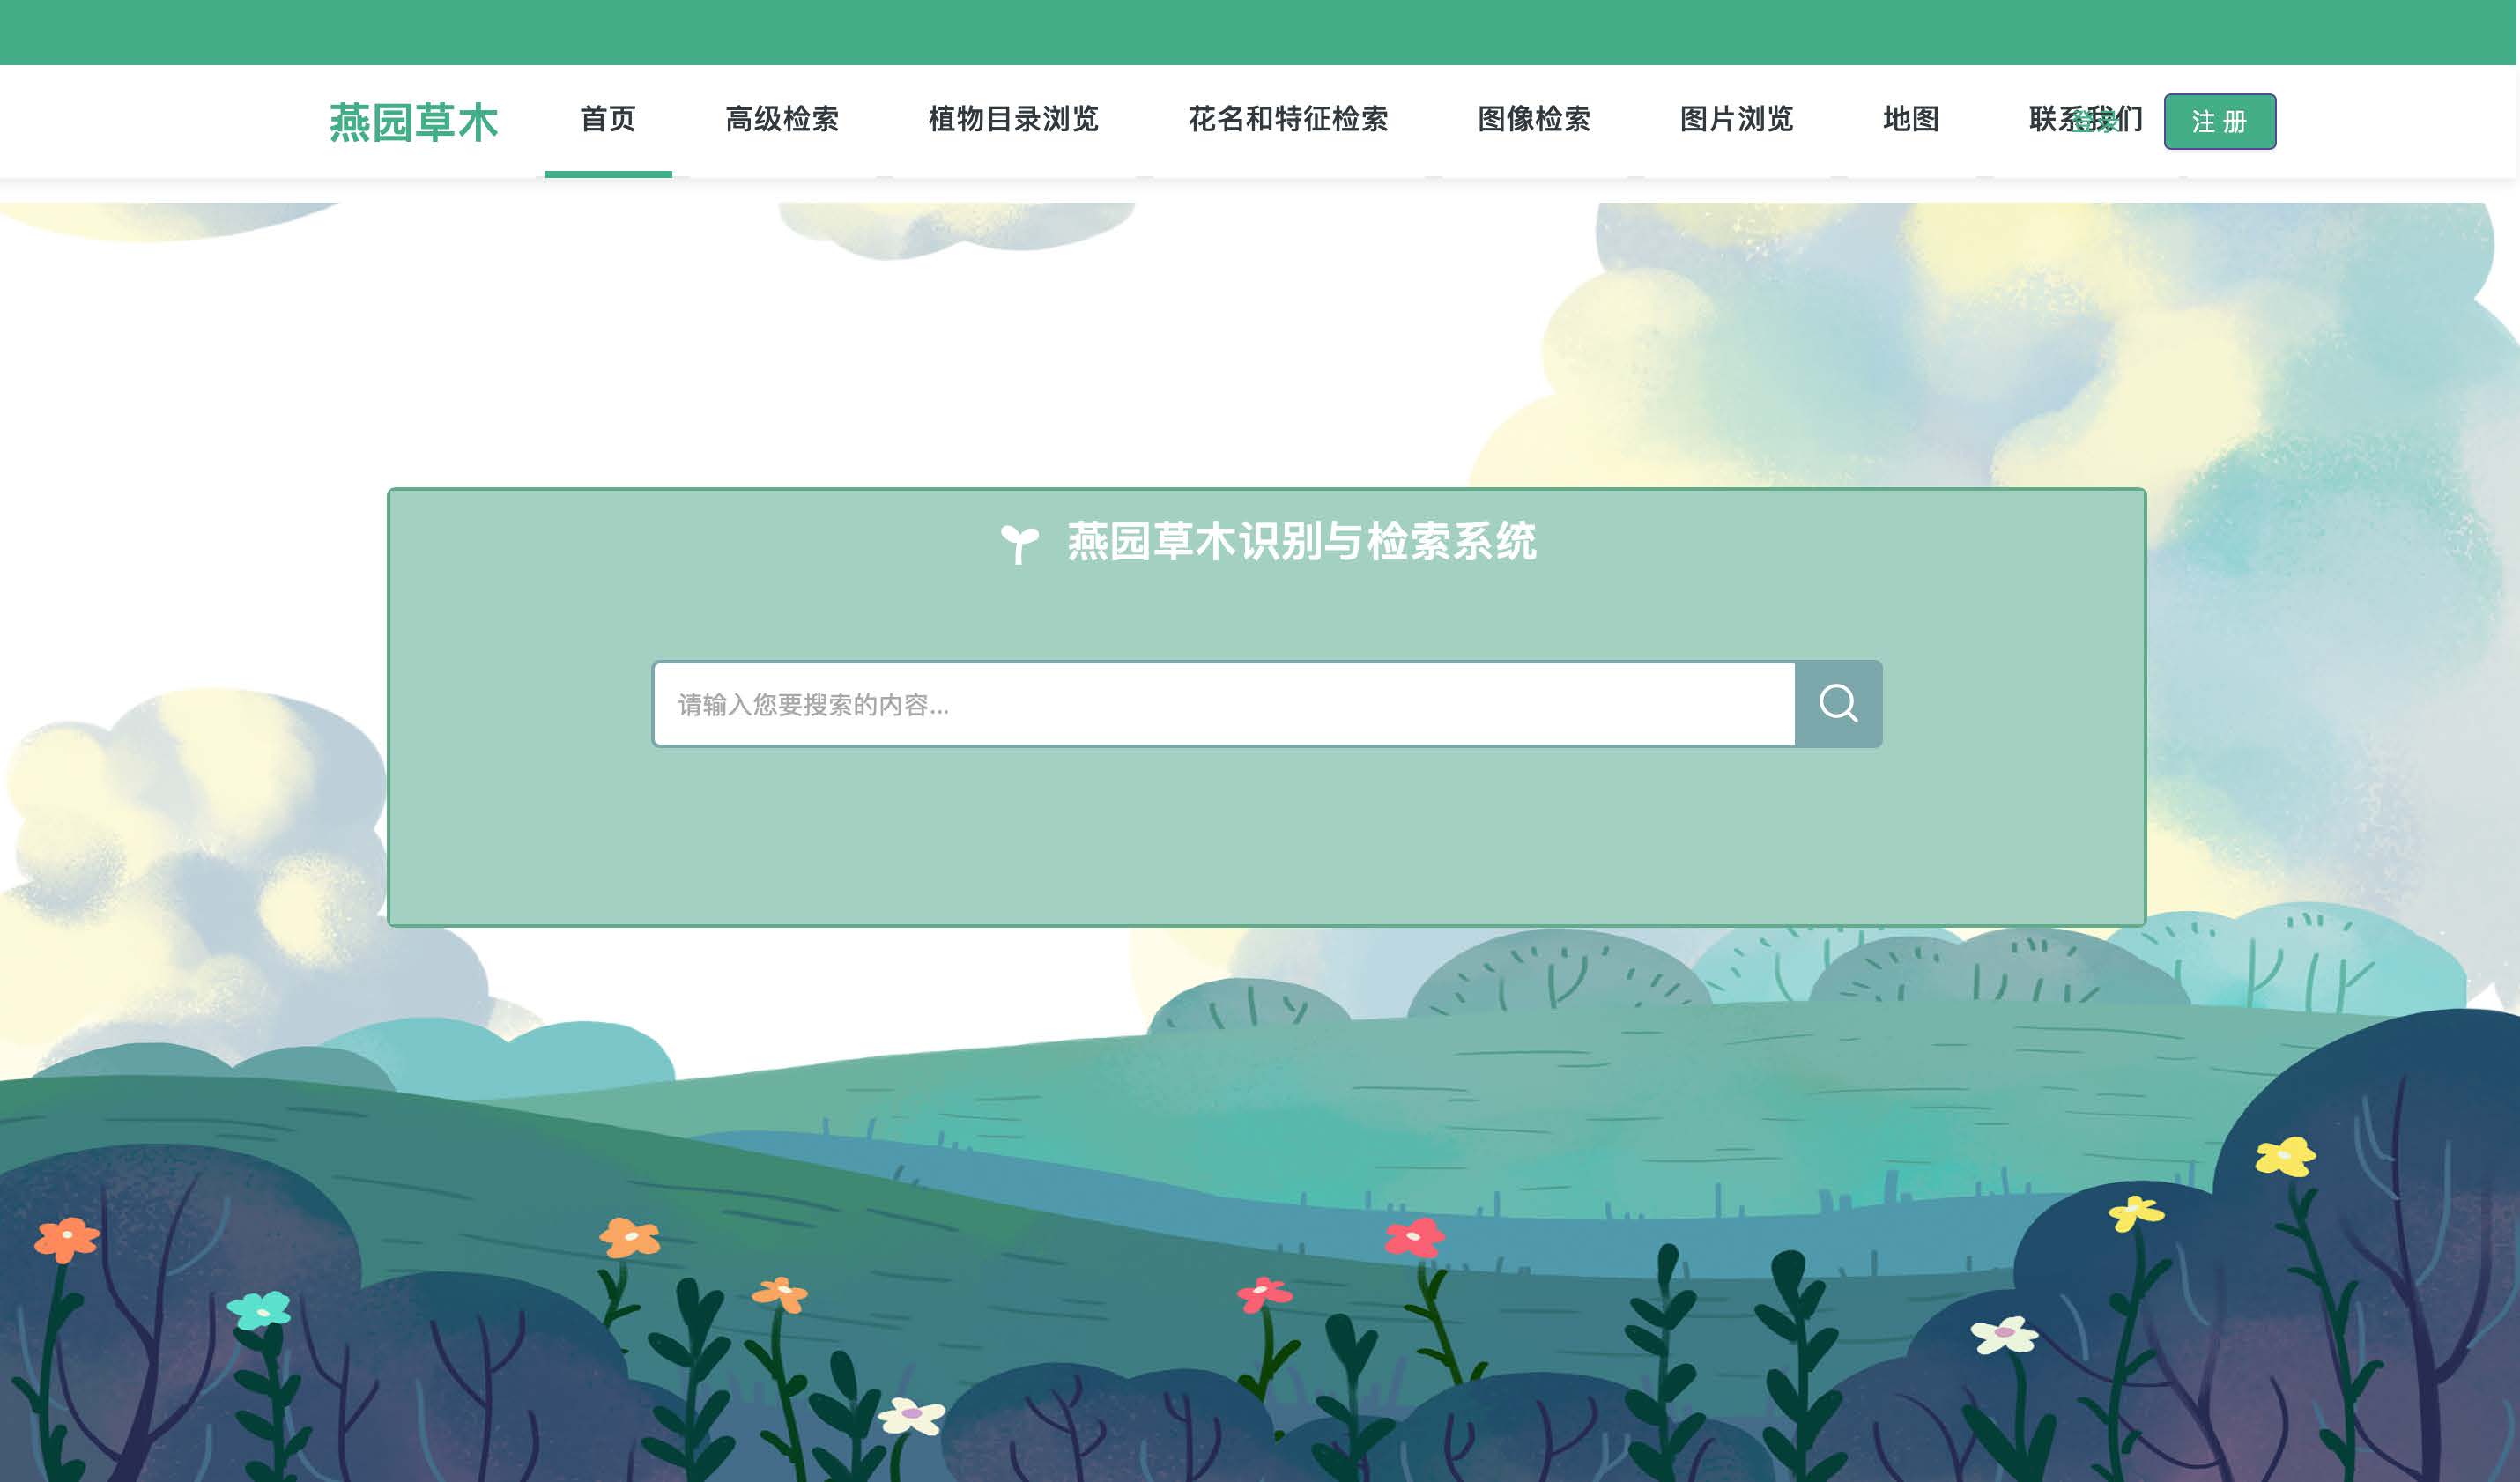 燕园草木 首页 高级检索 植物目录浏览 花名和特征检索 图像检索 图片浏览 地图 联系我们 登录 注 册
燕园草木识别与检索系统
请输入您要搜索的内容...